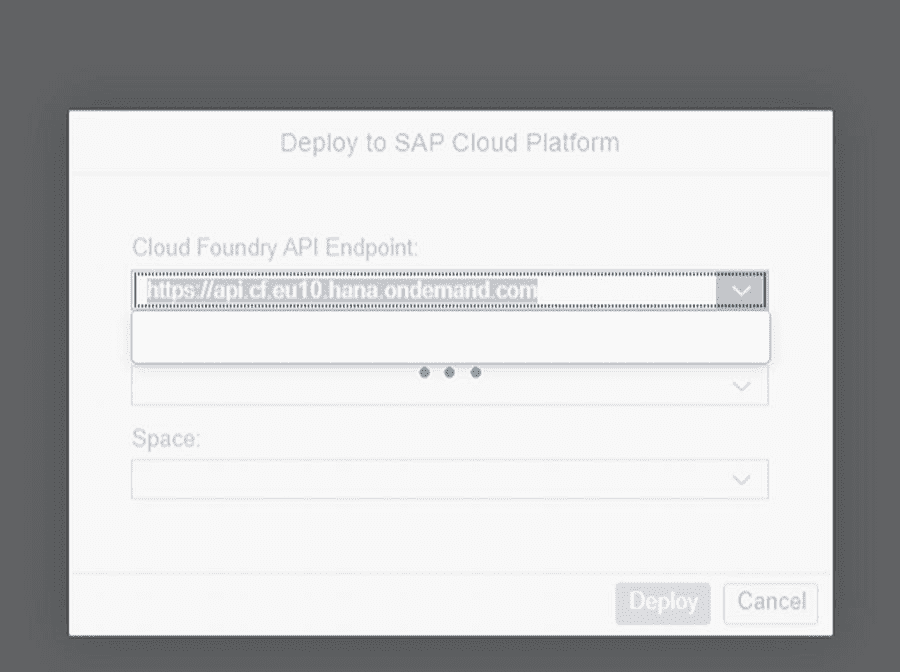 Deploy to SAP Cloud Platform
Cloud Foundry API Endpoint:
https://api.cf.eu10.hana.ondemand.com
Space:
Deploy
Cancel